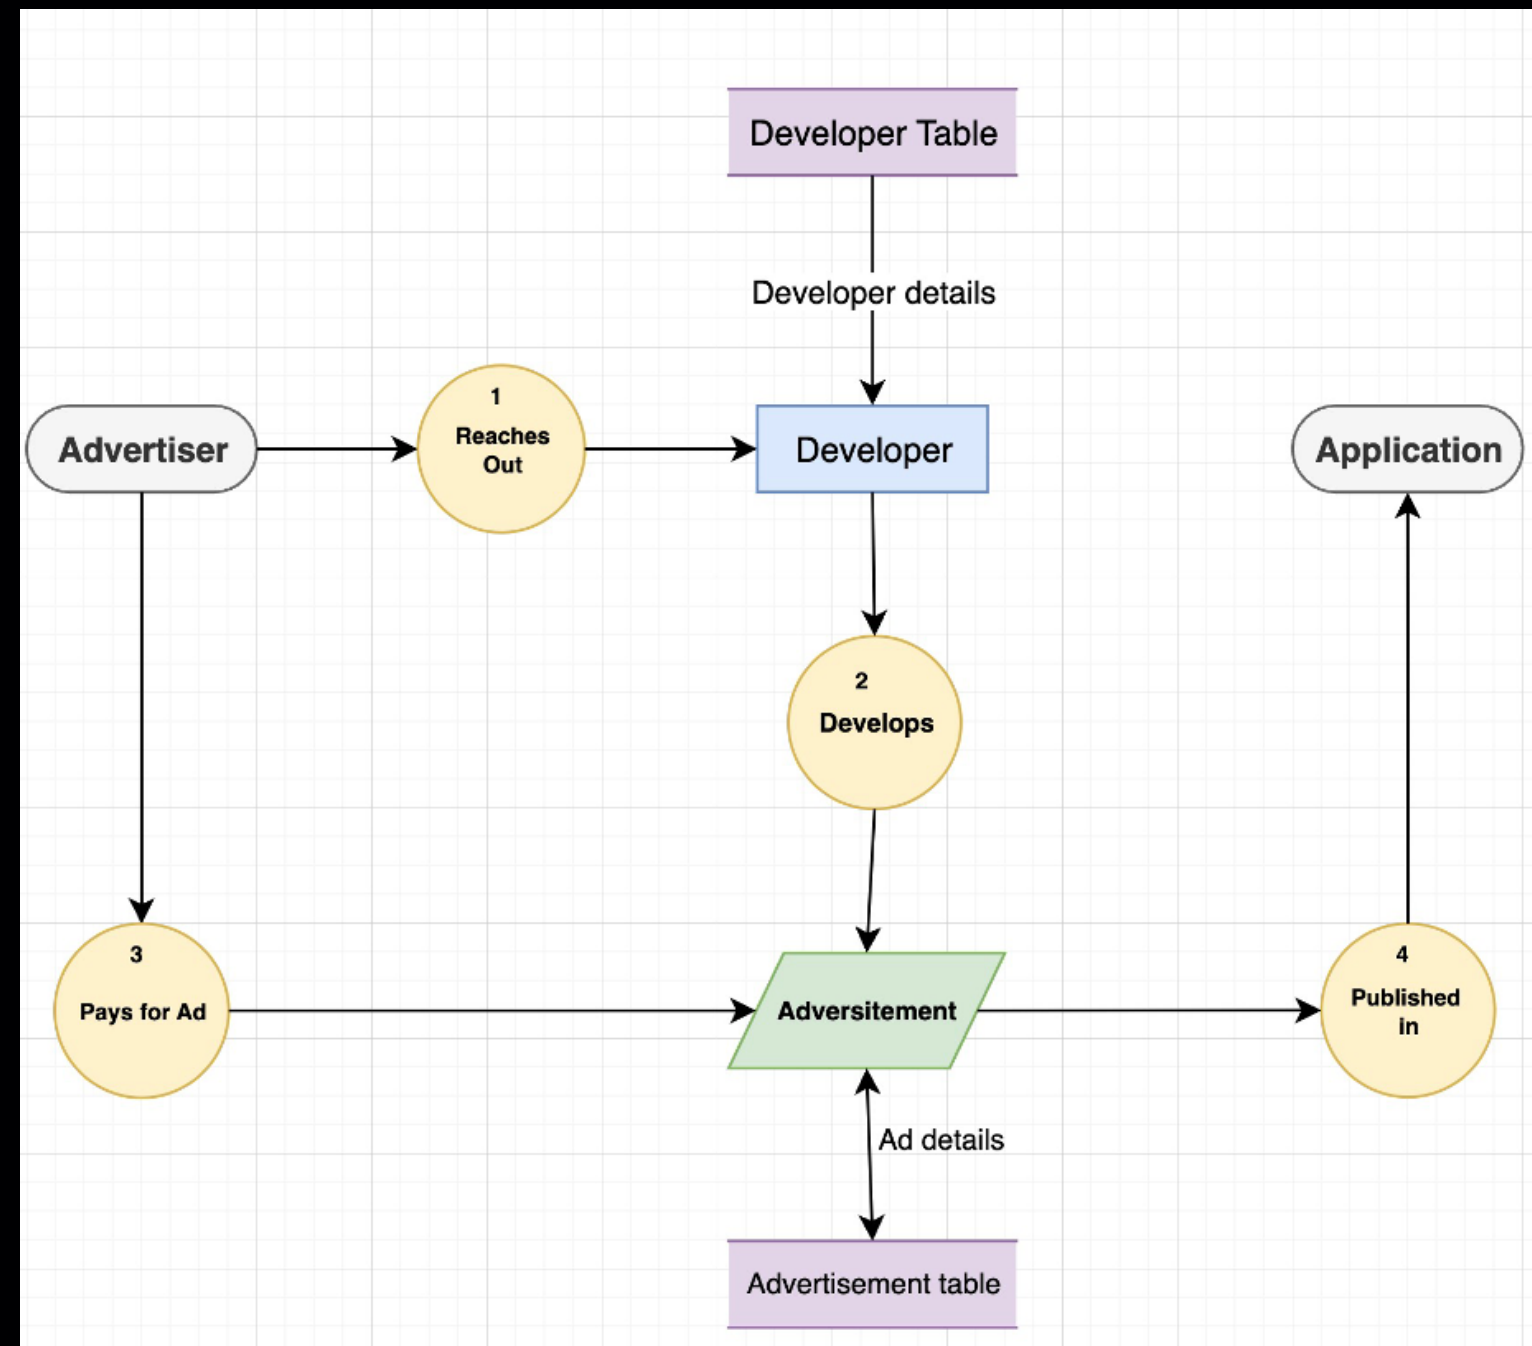 Developer Table
Developer details
1
Reaches
Out
Advertiser
Developer
Application
2
Develops
3
Pays for Ad
Adversitement
4
Published
in
Ad details
Advertisement table